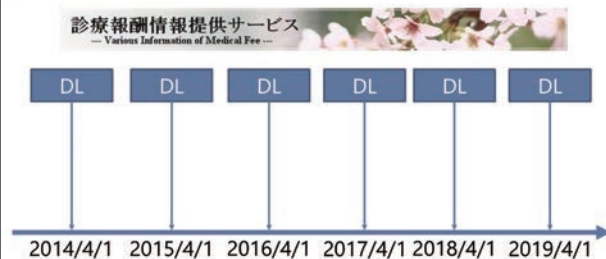 診療報酬情報提供サービス
--- Various Information of Medical Fee ---
DL DL DL DL DL DL
2014/4/1 2015/4/1 2016/4/1 2017/4/1 2018/4/1 2019/4/1